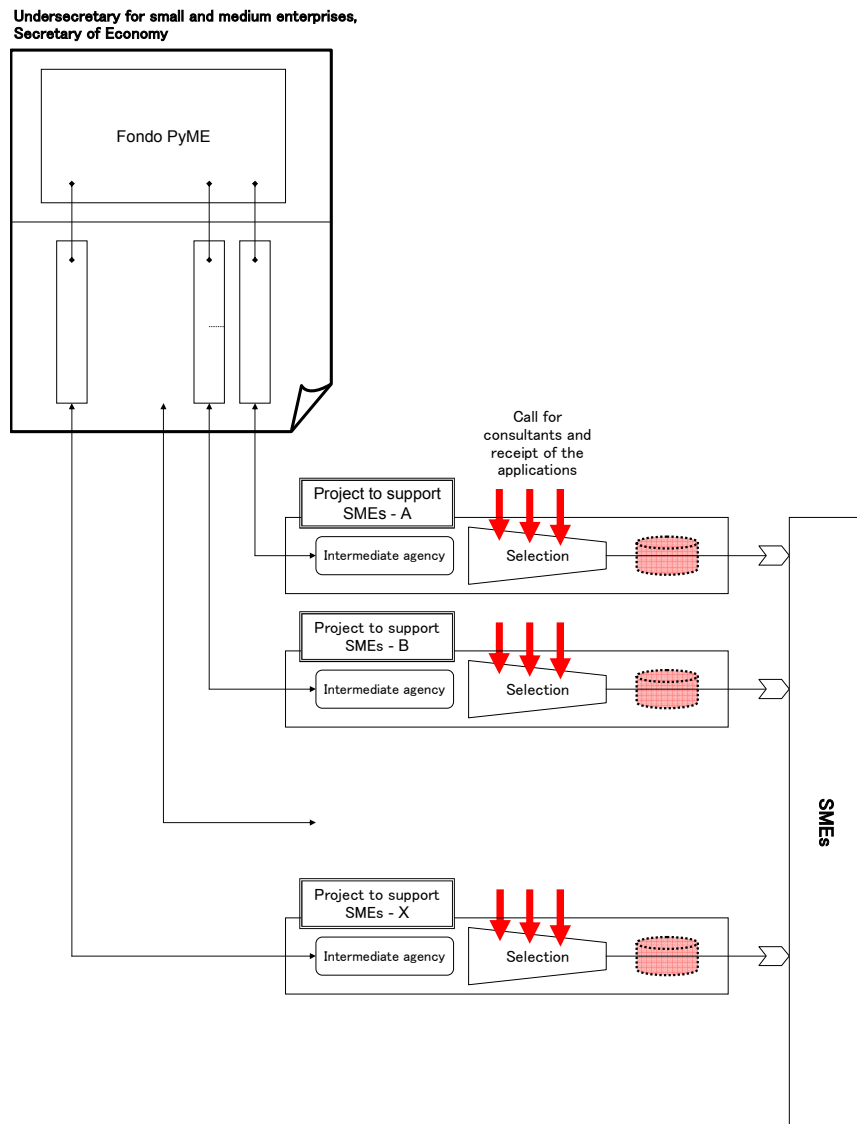 Undersecretary for small and medium enterprises,
Secretary of Economy
Fondo PyME
Call for
consultants and
receipt of the
applications
Project to support
SMEs - A
Intermediate agency
Selection
Project to support
SMEs - B
Intermediate agency
Selection
SMEs
Project to support
SMEs - X
Intermediate agency
Selection